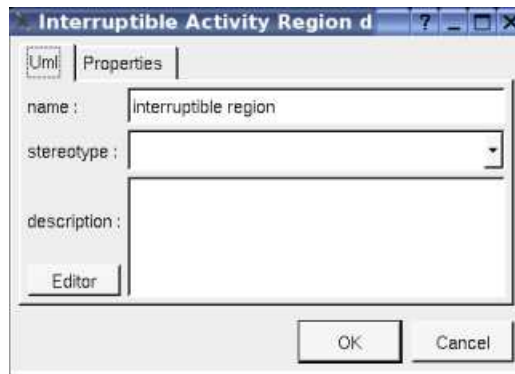 Interruptible Activity Region d
Uml Properties
name : interruptible region
stereotype :
description :
Editor
OK Cancel